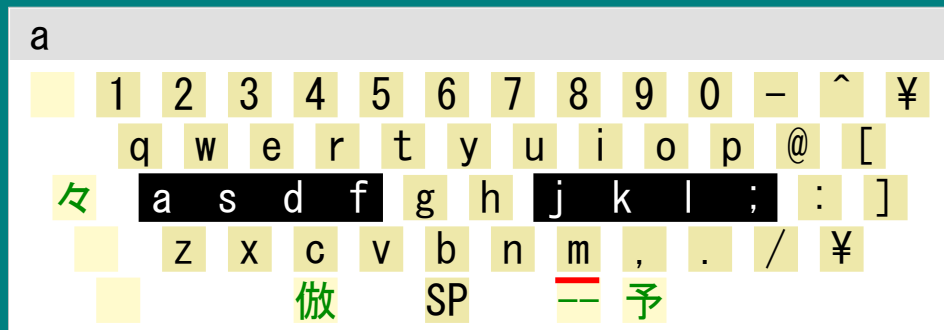 a
1 2 3 4 5 6 7 8 9 0 - ^ ¥
q w e r t y u i o p @ [
々 a s d f g h j k l ; : ]
z x c v b n m , . / ¥
倣 SP -- 予